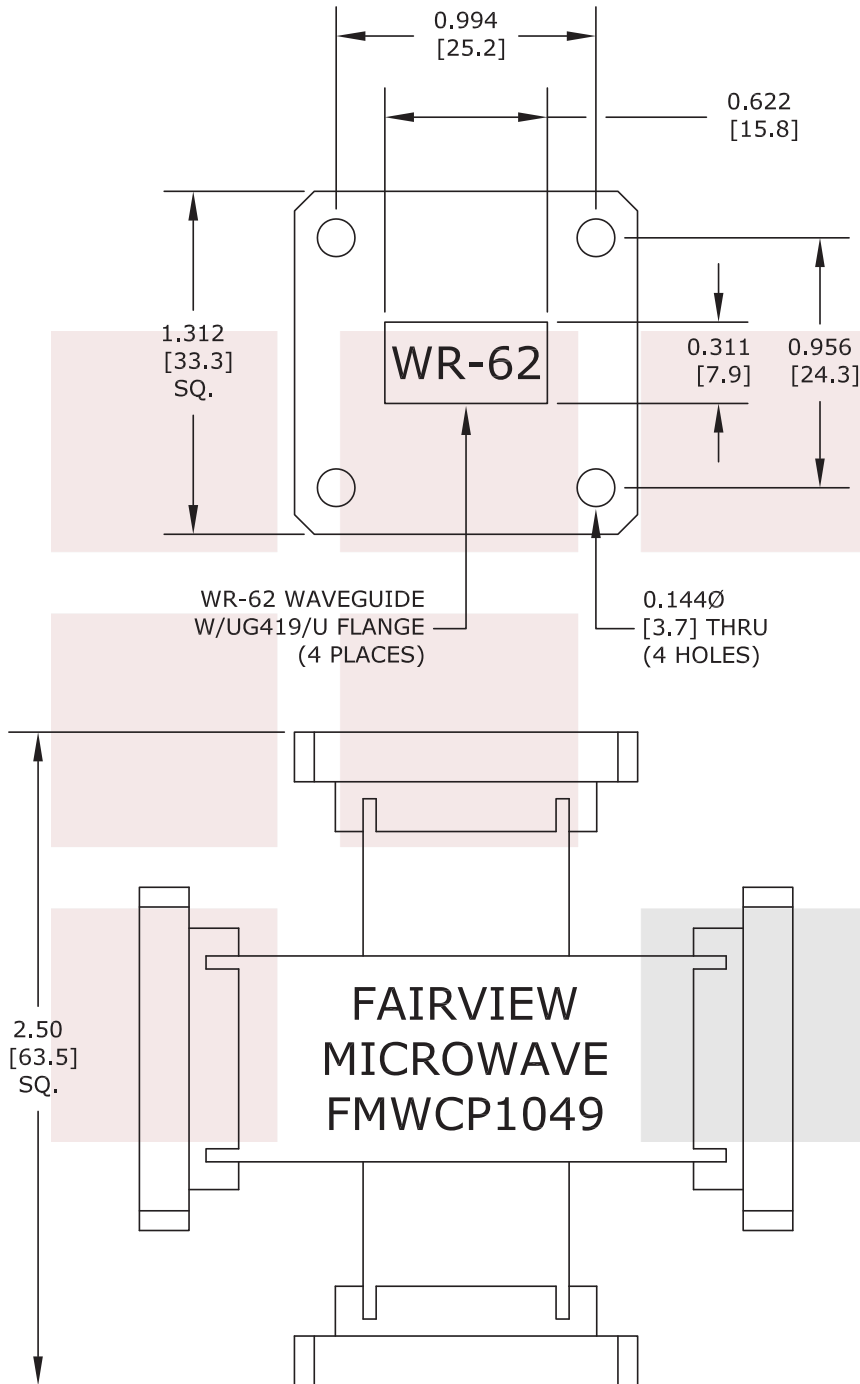 0.994
[25.2]
0.622
[15.8]
1.312
[33.3]
SQ.
WR-62
0.311
[7.9]
0.956
[24.3]
WR-62 WAVEGUIDE
W/UG419/U FLANGE
(4 PLACES)
0.144Ø
[3.7] THRU
(4 HOLES)
2.50
[63.5]
SQ.
FAIRVIEW
MICROWAVE
FMWCP1049